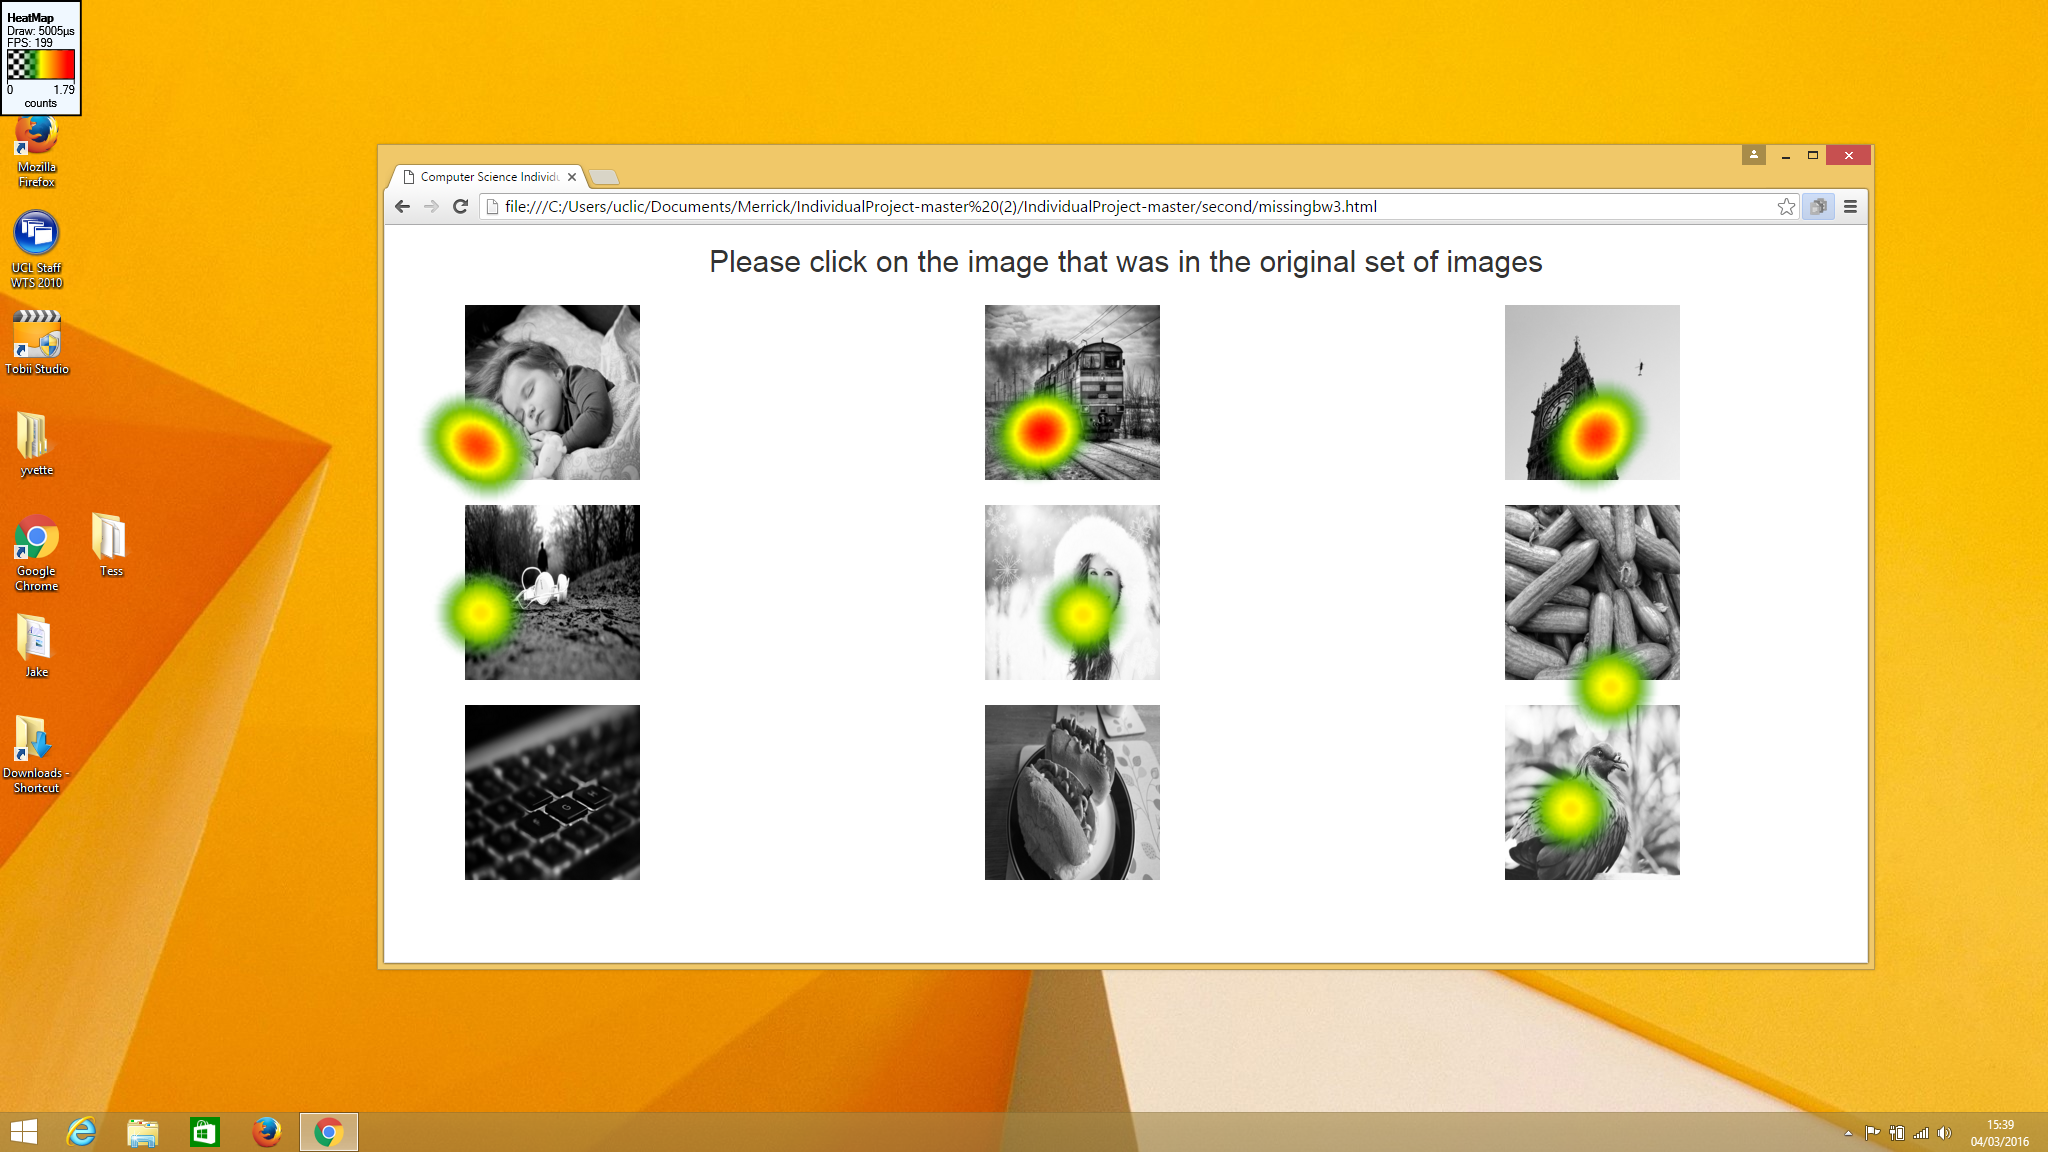 HeatMap
Draw: 5005µs
FPS: 199
0 1.79
counts
Mozilla
Firefox
UCL Staff
WTS 2010
Tobii Studio
yvette
Google
Chrome
Tess
Jake
Downloads -
Shortcut
Computer Science Individu
file:///C:/Users/uclic/Documents/Merrick/IndividualProject-master%20(2)/IndividualProject-master/second/missingbw3.html
Please click on the image that was in the original set of images
G H
15:39
04/03/2016